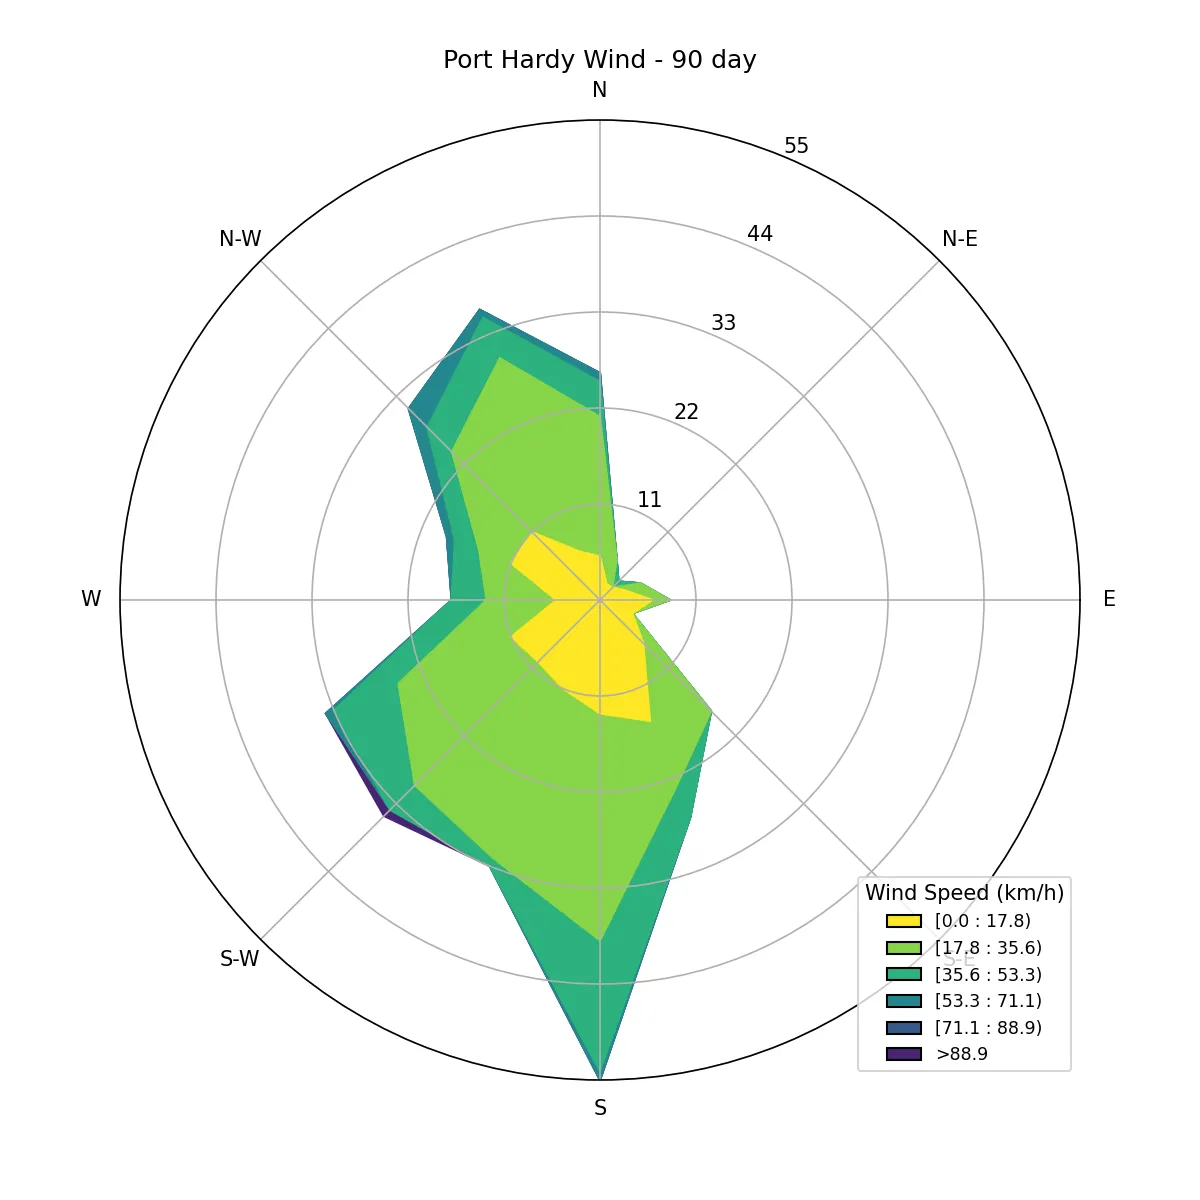 Port Hardy Wind - 90 day
N
55
44
N-W
N-E
33
22
11
W
E
Wind Speed (km/h)
[0.0 : 17.8)
[17.8 : 35.6)
S-W
S-E
[35.6 : 53.3)
[53.3 : 71.1)
[71.1 : 88.9)
>88.9
S